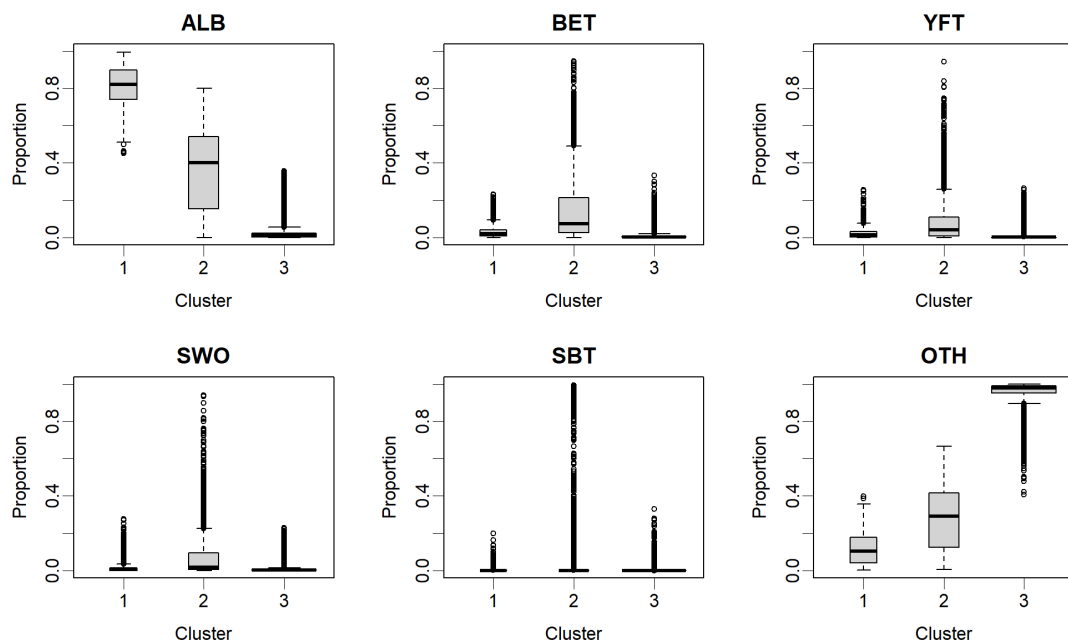 ALB
BET
YFT
Proportion
0.0
0.4
0.8
1
2
3
Cluster
Proportion
0.0
0.4
0.8
1
2
3
Cluster
Proportion
0.0
0.4
0.8
1
2
3
Cluster
SWO
SBT
OTH
Proportion
0.0
0.4
0.8
1
2
3
Cluster
Proportion
0.0
0.4
0.8
1
2
3
Cluster
Proportion
0.0
0.4
0.8
1
2
3
Cluster